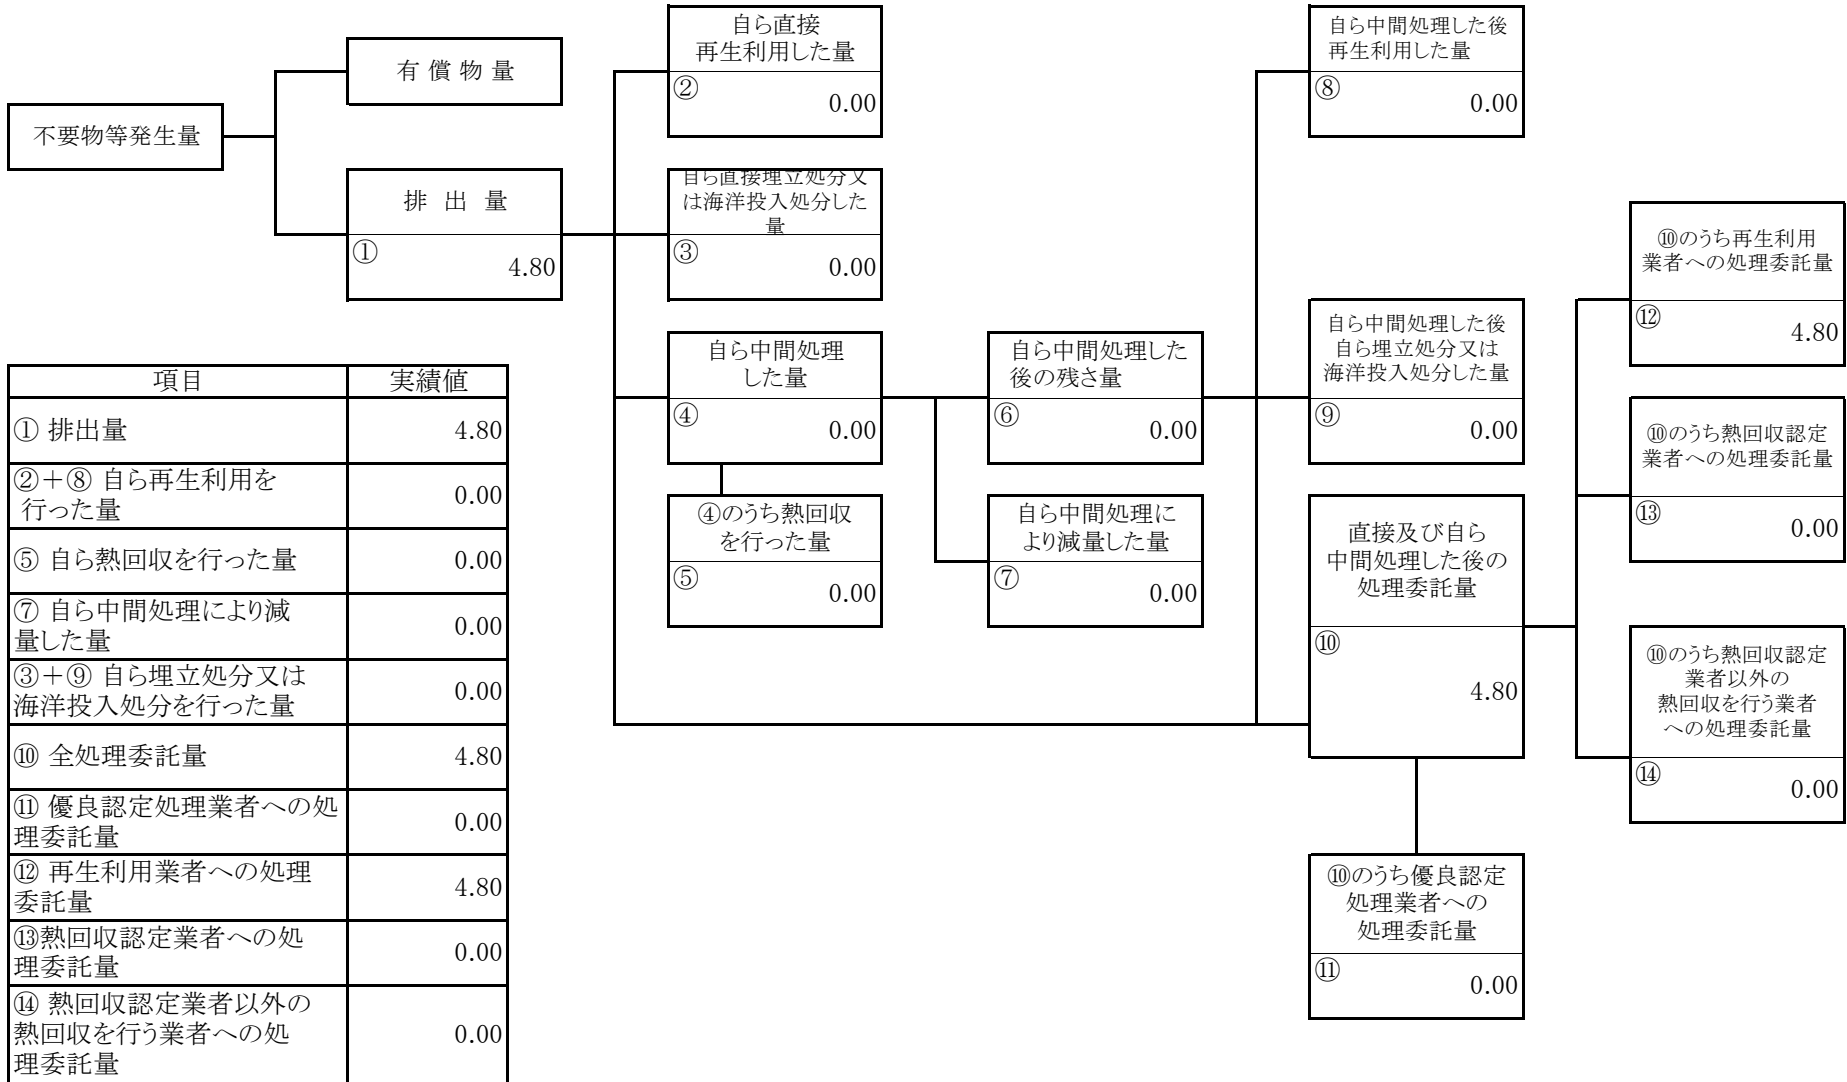 自ら直接
再生利用した量
②
0.00
自ら中間処理した後
再生利用した量
⑧
0.00
有償物量
不要物等発生量
排出量
①
4.80
自ら直接埋立処分又
は海洋投入処分した
量
③
0.00
⑩のうち再生利用
業者への処理委託量
⑫
4.80
自ら中間処理
した量
④
0.00
自ら中間処理した
後の残さ量
⑥
0.00
自ら中間処理した後
自ら埋立処分又は
海洋投入処分した量
⑨
0.00
⑩のうち熱回収認定
業者への処理委託量
⑬
0.00
④のうち熱回収
を行った量
⑤
0.00
自ら中間処理に
より減量した量
⑦
0.00
直接及び自ら
中間処理した後の
処理委託量
⑩
4.80
⑩のうち熱回収認定
業者以外の
熱回収を行う業者
への処理委託量
⑭
0.00
⑩のうち優良認定
処理業者への
処理委託量
⑪
0.00
項目 実績値
① 排出量 4.80
②+⑧ 自ら再生利用を
行った量 0.00
⑤ 自ら熱回収を行った量 0.00
⑦ 自ら中間処理により減
量した量 0.00
③+⑨ 自ら埋立処分又は
海洋投入処分を行った量 0.00
⑩ 全処理委託量 4.80
⑪ 優良認定処理業者への処
理委託量 0.00
⑫ 再生利用業者への処理
委託量 4.80
⑬熱回収認定業者への処
理委託量 0.00
⑭ 熱回収認定業者以外の
熱回収を行う業者への処
理委託量 0.00